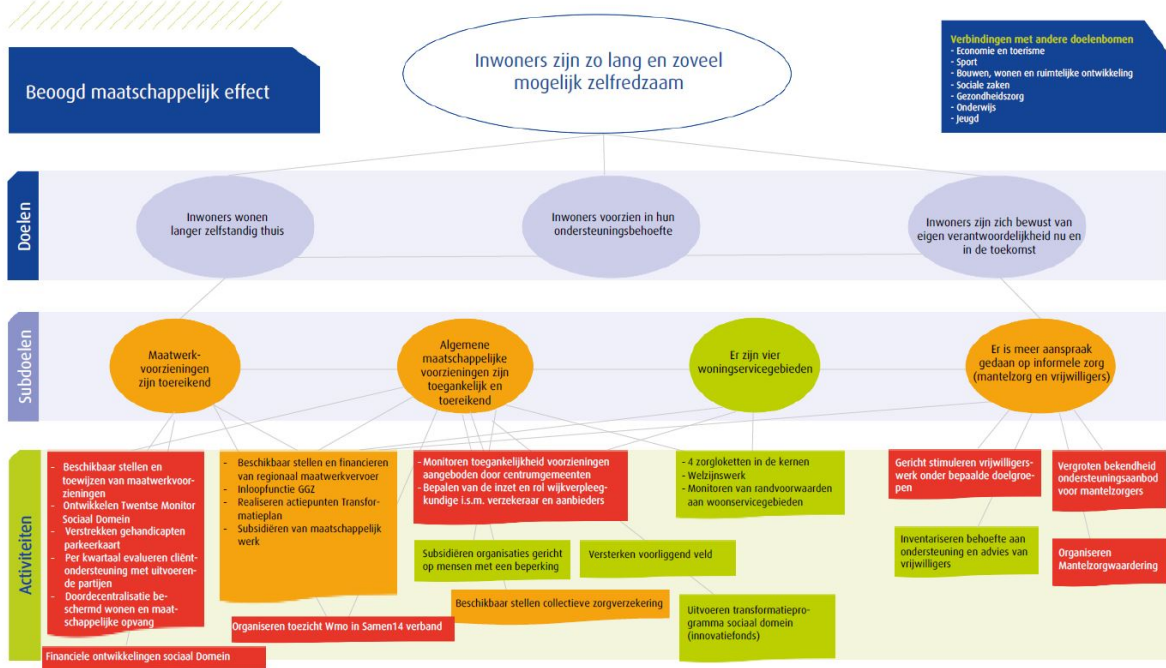 Beoogd maatschappelijk effect
Inwoners zijn zo lang en zoveel
mogelijk zelfredzaam
Verbindingen met andere doelenbomen
- Economie en toerisme
- Sport
- Bouwen, wonen en ruimtelijke ontwikkeling
- Sociale zaken
- Gezondheidszorg
- Onderwijs
- Jeugd
Doelen
Inwoners wonen
langer zelfstandig thuis
Inwoners voorzien in hun
ondersteuningsbehoefte
Inwoners zijn zich bewust van
eigen verantwoordelijkheid nu en
in de toekomst
Subdoelen
Maatwerk-
voorzieningen
zijn toereikend
Algemene
maatschappelijke
voorzieningen zijn
toegankelijk en
toereikend
Er zijn vier
woningservicegebieden
Er is meer aanspraak
gedaan op informele zorg
(mantelzorg en vrijwilligers)
Activiteiten
- Beschikbaar stellen en
toewijzen van maatwerkvoor-
zieningen
- Ontwikkelen Twentse Monitor
Sociaal Domein
- Verstrekken gehandicapten
parkeerkaart
- Per kwartaal evalueren cliënt-
ondersteuning met uitvoeren-
de partijen
- Doordecentralisatie be-
schermd wonen en maat-
schappelijke opvang
Financiele ontwikkelingen sociaal Domein
- Beschikbaar stellen en financieren
van regionaal maatwerkvervoer
- Inloopfunctie GGZ
- Realiseren actiepunten Transfor-
matieplan
- Subsidiëren van maatschappelijk
werk
Organiseren toezicht Wmo in Samen14 verband
- Monitoren toegankelijkheid voorzieningen
aangeboden door centrumgemeenten
- Bepalen van de inzet en rol wijkverpleeg-
kundige i.s.m. verzekeraar en aanbieders
Subsidiëren organisaties gericht
op mensen met een beperking
Beschikbaar stellen collectieve zorgverzekering
- 4 zorgloketten in de kernen
- Welzijnswerk
- Monitoren van randvoorwaarden
aan woonservicegebieden
Versterken voorliggend veld
Uitvoeren transformatiepro-
gramma sociaal domein
(innovatiefonds)
Gericht stimuleren vrijwilligers-
werk onder bepaalde doelgroe-
pen
Inventariseren behoefte aan
ondersteuning en advies van
vrijwilligers
Vergroten bekendheid
ondersteuningsaanbod
voor mantelzorgers
Organiseren
Mantelzorgwaardering